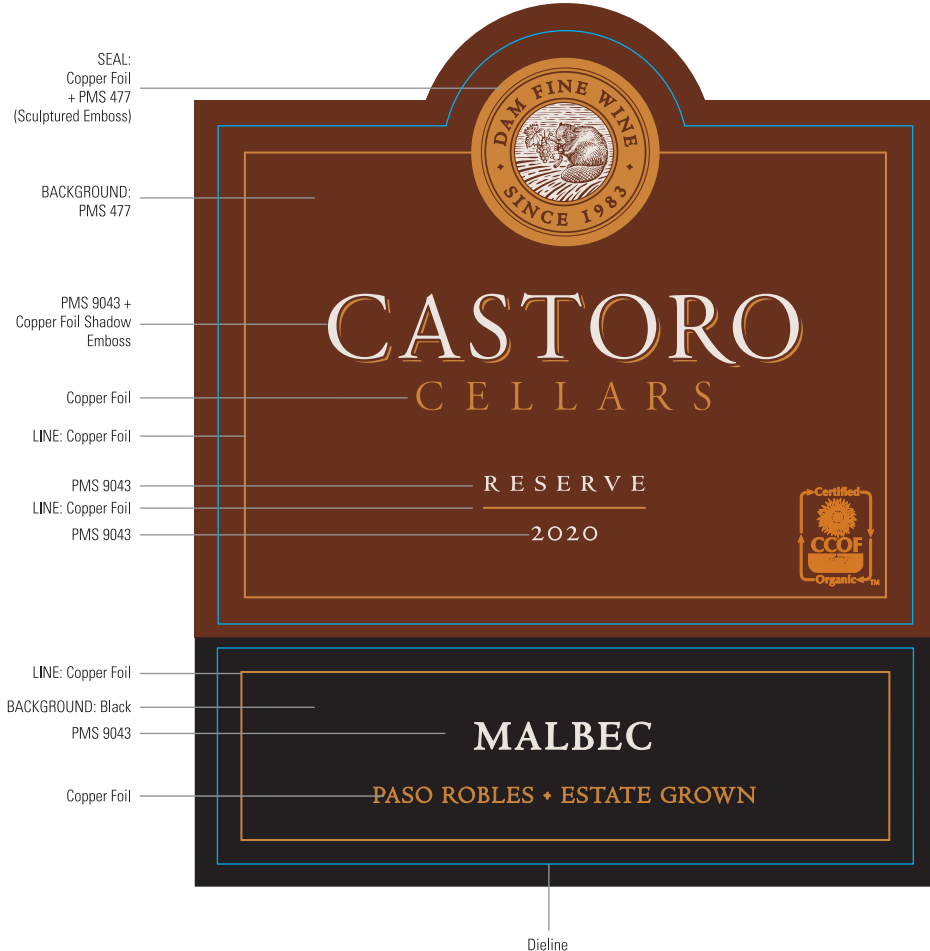 SEAL:
Copper Foil
+ PMS 477
(Sculptured Emboss)
DAM FINE WINE
SINCE 1983
BACKGROUND:
PMS 477
PMS 9043 +
Copper Foil Shadow
Emboss
CASTORO
Copper Foil
CELLARS
LINE: Copper Foil
PMS 9043
RESERVE
LINE: Copper Foil
PMS 9043
2020
Certified
CCOF
Organic TM
LINE: Copper Foil
BACKGROUND: Black
PMS 9043
MALBEC
Copper Foil
PASO ROBLES • ESTATE GROWN
Dieline